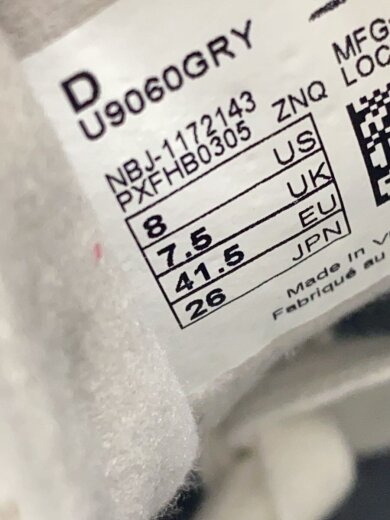 D
U9060GRY
NBJ-1172143
PXFHB0305 ZNQ
8 US
7.5 UK
41.5 EU
26 JPN
MFG
LOC
Made In
Fabriqué au